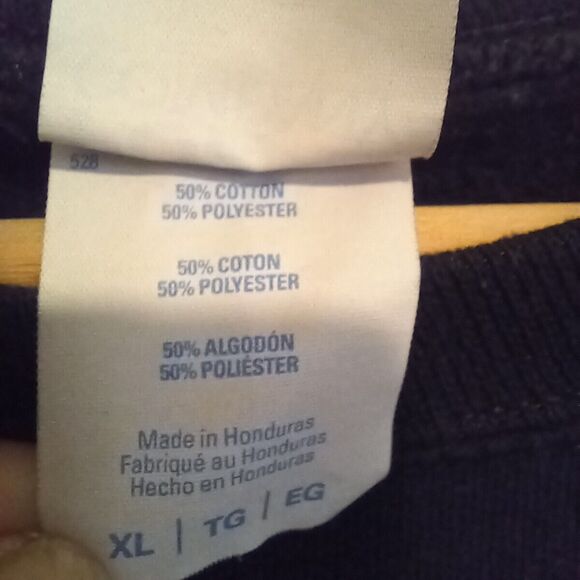 528
50% COTTON
50% POLYESTER
50% COTON
50% POLYESTER
50% ALGODÓN
50% POLIÉSTER
Made in Honduras
Fabriqué au Honduras
Hecho en Honduras
XL | TG | EG